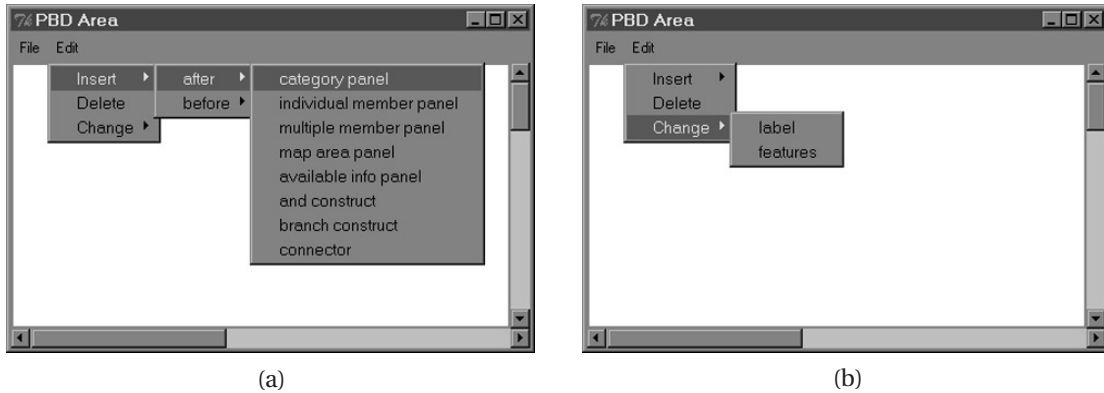 PBD Area
File Edit
Insert after category panel
Delete before individual member panel
Change multiple member panel
map area panel
available info panel
and construct
branch construct
connector
(a)
PBD Area
File Edit
Insert
Delete
Change label
features
(b)